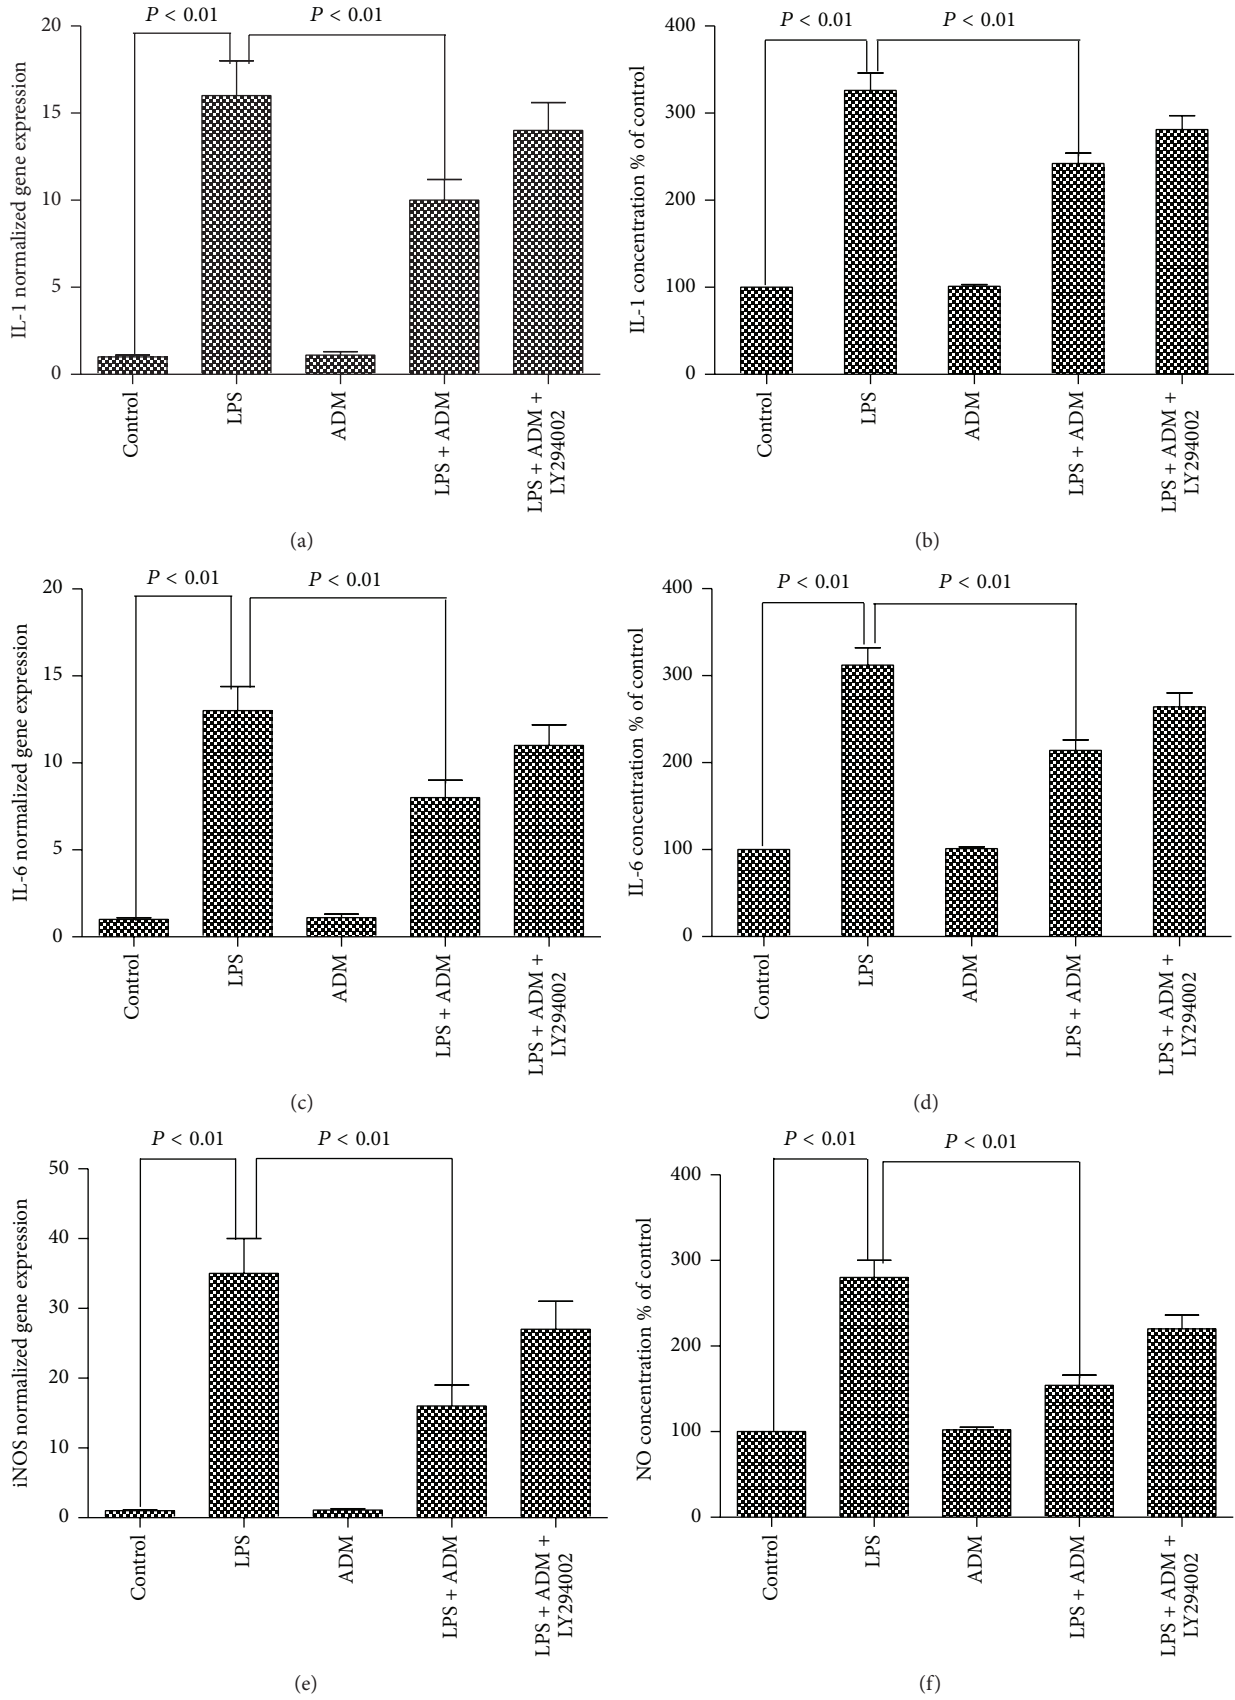 P < 0.01
P < 0.01
20
15
10
5
0
IL-1 normalized gene expression
Control
LPS
ADM
LPS + ADM
LPS + ADM +
LY294002
(a)
P < 0.01
P < 0.01
400
300
200
100
0
IL-1 concentration % of control
Control
LPS
ADM
LPS + ADM
LPS + ADM +
LY294002
(b)
P < 0.01
P < 0.01
20
15
10
5
0
IL-6 normalized gene expression
Control
LPS
ADM
LPS + ADM
LPS + ADM +
LY294002
(c)
P < 0.01
P < 0.01
400
300
200
100
0
IL-6 concentration % of control
Control
LPS
ADM
LPS + ADM
LPS + ADM +
LY294002
(d)
P < 0.01
P < 0.01
50
40
30
20
10
0
iNOS normalized gene expression
Control
LPS
ADM
LPS + ADM
LPS + ADM +
LY294002
(e)
P < 0.01
P < 0.01
400
300
200
100
0
NO concentration % of control
Control
LPS
ADM
LPS + ADM
LPS + ADM +
LY294002
(f)